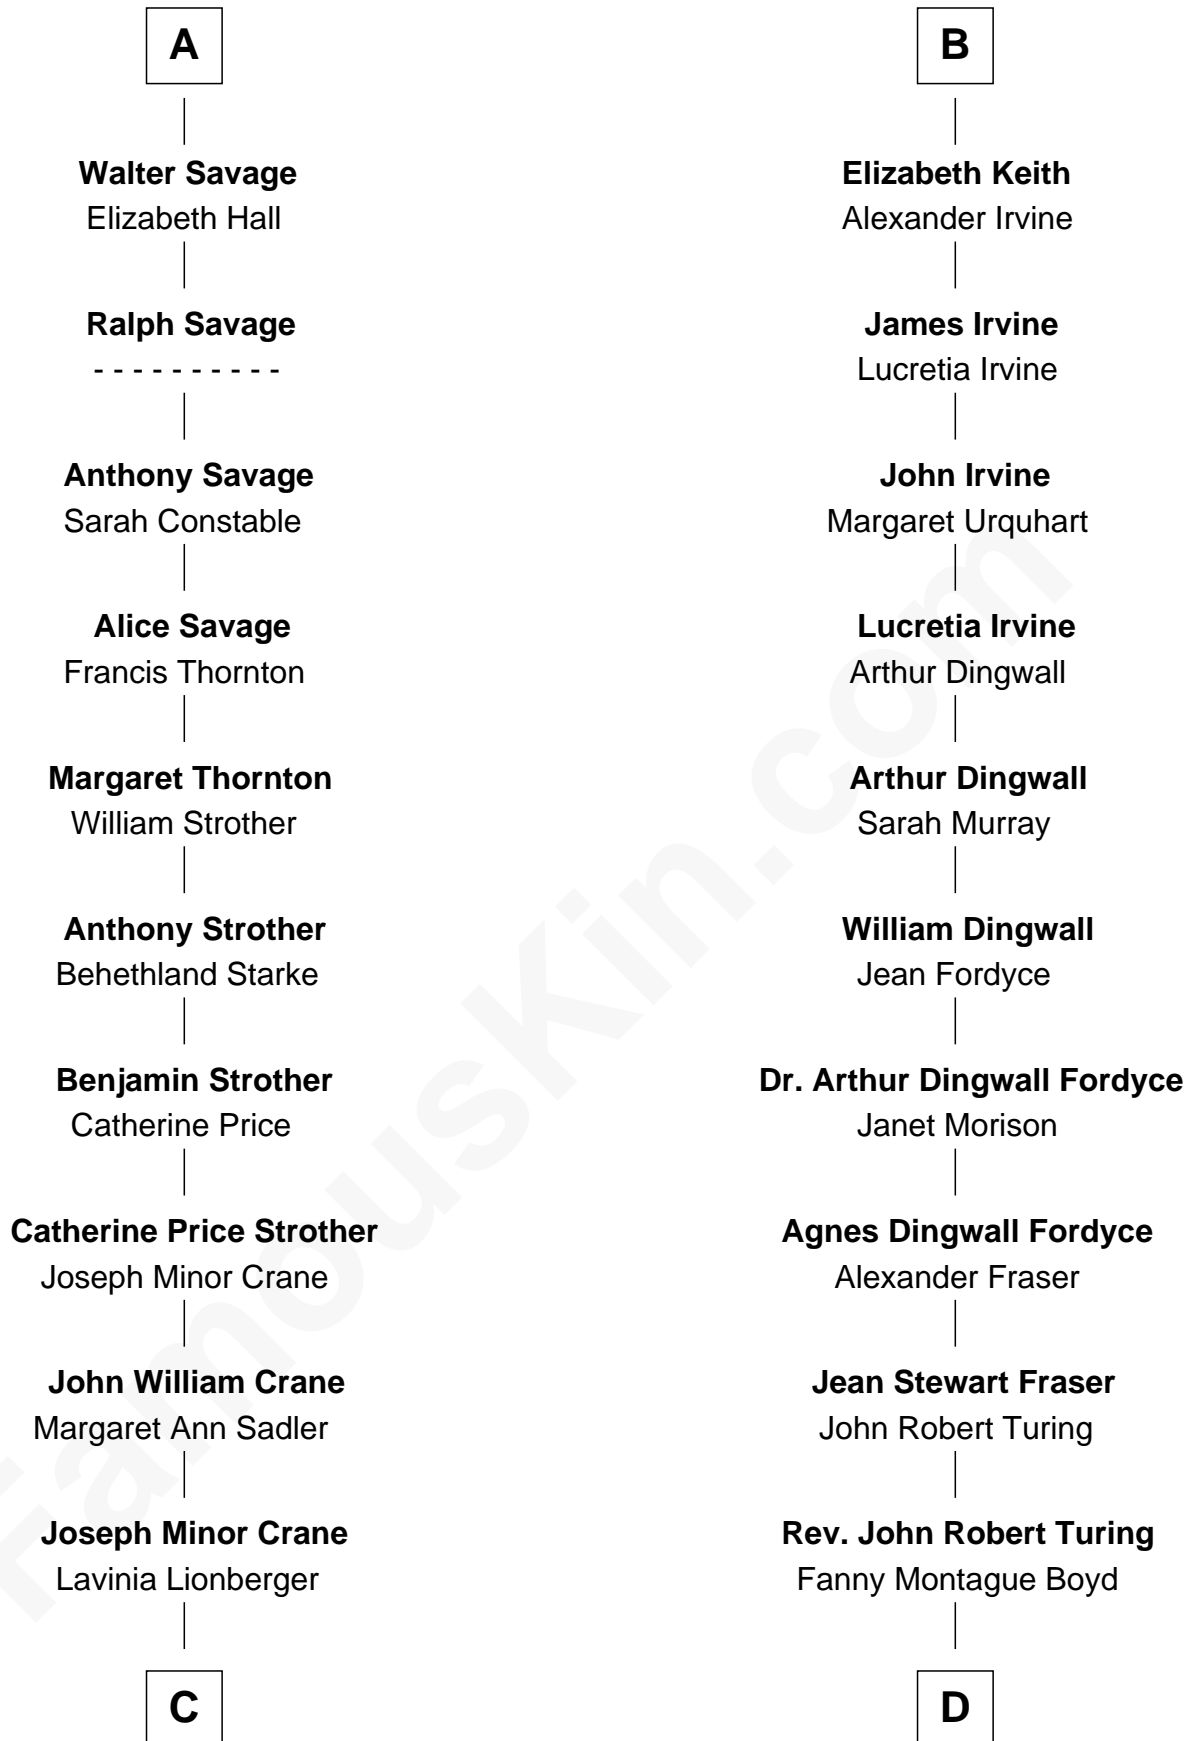 A
Walter Savage
Elizabeth Hall
Ralph Savage
- - - - - - - - - -
Anthony Savage
Sarah Constable
Alice Savage
Francis Thornton
Margaret Thornton
William Strother
Anthony Strother
Behethland Starke
Benjamin Strother
Catherine Price
Catherine Price Strother
Joseph Minor Crane
John William Crane
Margaret Ann Sadler
Joseph Minor Crane
Lavinia Lionberger
C
B
Elizabeth Keith
Alexander Irvine
James Irvine
Lucretia Irvine
John Irvine
Margaret Urquhart
Lucretia Irvine
Arthur Dingwall
Arthur Dingwall
Sarah Murray
William Dingwall
Jean Fordyce
Dr. Arthur Dingwall Fordyce
Janet Morison
Agnes Dingwall Fordyce
Alexander Fraser
Jean Stewart Fraser
John Robert Turing
Rev. John Robert Turing
Fanny Montague Boyd
D
FamousKin.com